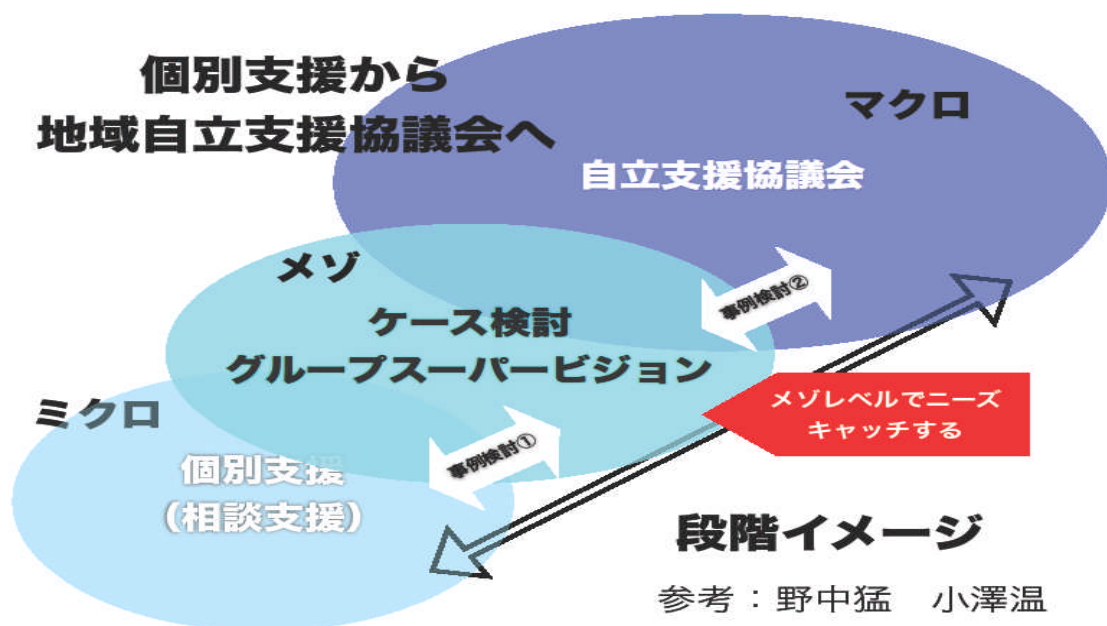 個別支援から
地域自立支援協議会へ
マクロ
自立支援協議会
メゾ
ケース検討
グループスーパービジョン
事例検討②
メゾレベルでニーズ
キャッチする
ミクロ
個別支援
(相談支援)
事例検討①
段階イメージ
参考：野中猛　小澤温